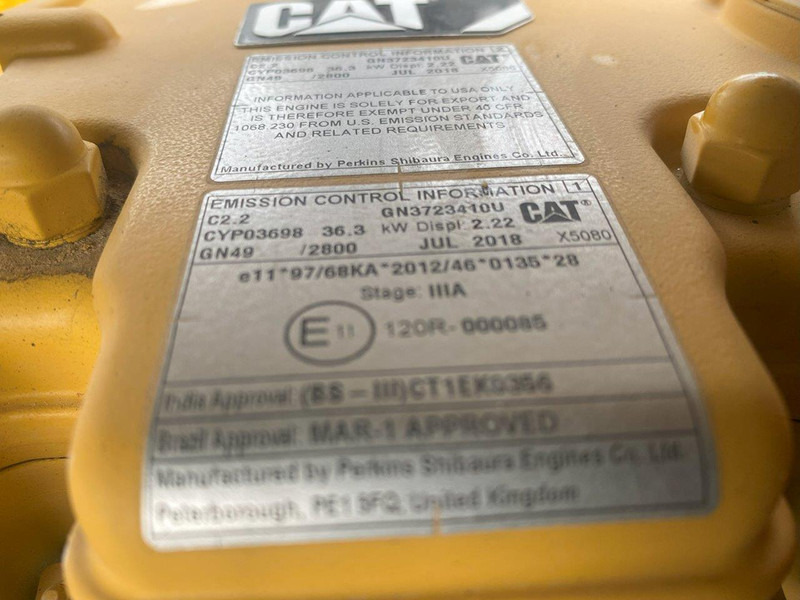 CAT
EMISSION CONTROL INFORMATION 2
C2.2 GN3723410U CAT®
CYP03698 36.3 kW Displ 2.22
GN49 /2800 JUL 2018 X5080
INFORMATION APPLICABLE TO USA ONLY
THIS ENGINE IS SOLELY FOR EXPORT AND
IS THEREFORE EXEMPT UNDER 40 CFR
1068.230 FROM U.S. EMISSION STANDARDS
AND RELATED REQUIREMENTS
Manufactured by Perkins Shibaura Engines Co. Ltd.
EMISSION CONTROL INFORMATION 1
C2.2 GN3723410U CAT®
CYP03698 36.3 kW Displ 2.22
GN49 /2800 JUL 2018 X5080
e11*97/68KA*2012/46*0135*28
Stage: IIIA
E 11 120R-000085
India Approval: (BS – III)CT1EK0356
Brazil Approval: MAR-1 APPROVED
Manufactured by Perkins Shibaura Engines Co. Ltd.
Peterborough, PE1 5FQ, United Kingdom